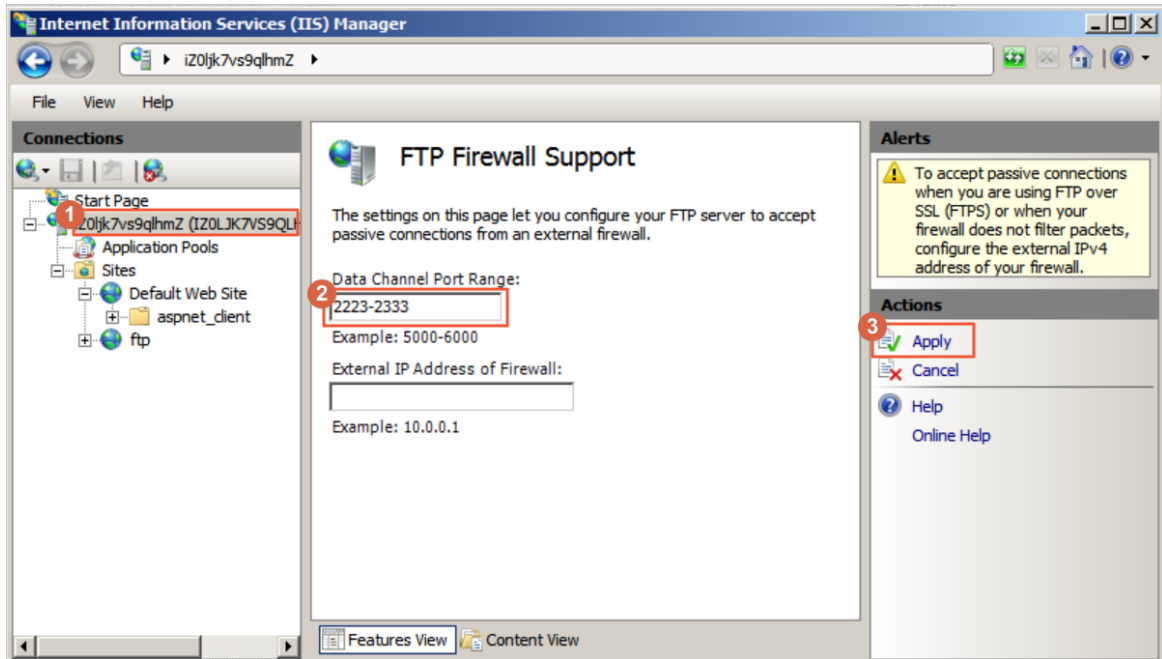 Internet Information Services (IIS) Manager
iZ0ljk7vs9qlhmZ
File View Help
Connections
Start Page
1
Z0ljk7vs9qlhmZ (IZ0LJK7VS9QLH
Application Pools
Sites
Default Web Site
aspnet_client
ftp
FTP Firewall Support
The settings on this page let you configure your FTP server to accept
passive connections from an external firewall.
Data Channel Port Range:
2
2223-2333
Example: 5000-6000
External IP Address of Firewall:
Example: 10.0.0.1
Features View Content View
Alerts
To accept passive connections
when you are using FTP over
SSL (FTPS) or when your
firewall does not filter packets,
configure the external IPv4
address of your firewall.
Actions
3
Apply
Cancel
Help
Online Help